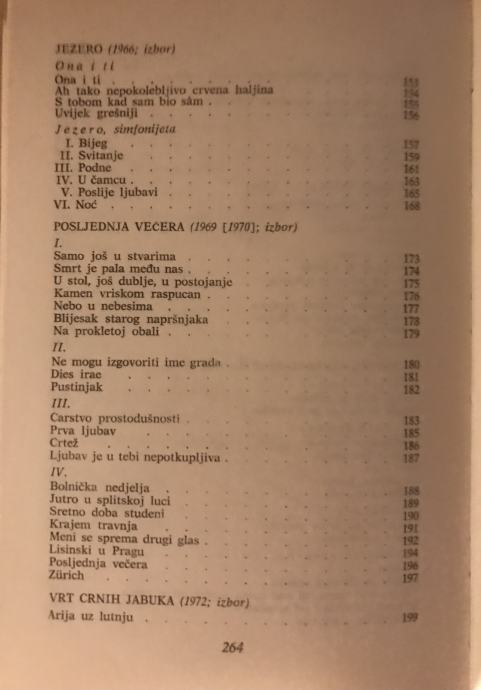 JEZERO (1966; izbor)
Ona i ti
Ona i ti . . . . . . . . . . . 153
Ah tako nepokolebljivo crvena haljina . . . . 154
S tobom kad sam bio sâm . . . . . . . 155
Uvijek grešniji . . . . . . . . . . 156
Jezero, simfonijeta
I. Bijeg . . . . . . . . . . 157
II. Svitanje . . . . . . . . . 159
III. Podne . . . . . . . . . . 161
IV. U čamcu . . . . . . . . . . 163
V. Poslije ljubavi . . . . . . . . 165
VI. Noć . . . . . . . . . . . 168
POSLJEDNJA VEČERA (1969 [1970]; izbor)
I.
Samo još u stvarima . . . . . . . . 173
Smrt je pala među nas . . . . . . . . 174
U stol, još dublje, u postojanje . . . . . 175
Kamen vriskom raspucan . . . . . . . 176
Nebo u nebesima . . . . . . . . . 177
Blijesak starog napršnjaka . . . . . . 178
Na prokletoj obali . . . . . . . . . 179
II.
Ne mogu izgovoriti ime grada . . . . . . 180
Dies irae . . . . . . . . . . 181
Pustinjak . . . . . . . . . . 182
III.
Carstvo prostodušnosti . . . . . . . . 183
Prva ljubav . . . . . . . . . . 185
Crtež . . . . . . . . . . . 186
Ljubav je u tebi nepotkupljiva . . . . . . 187
IV.
Bolnička nedjelja . . . . . . . . . 188
Jutro u splitskoj luci . . . . . . . . 189
Sretno doba studeni . . . . . . . . 190
Krajem travnja . . . . . . . . . 191
Meni se sprema drugi glas . . . . . . . 192
Lisinski u Pragu . . . . . . . . . 194
Posljednja večera . . . . . . . . . 196
Zürich . . . . . . . . . . . 197
VRT CRNIH JABUKA (1972; izbor)
Arija uz lutnju . . . . . . . . . . 199
264